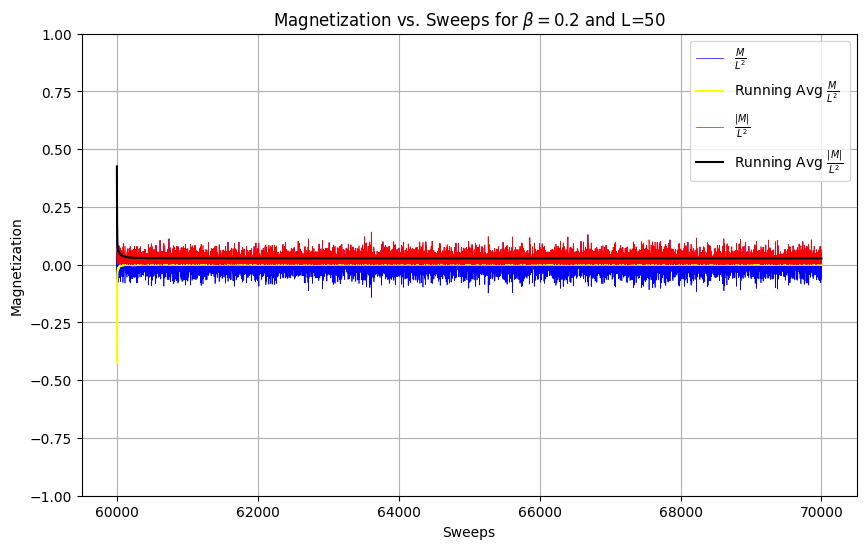 Magnetization vs. Sweeps for β = 0.2 and L=50
M/L²
Running Avg M/L²
|M|/L²
Running Avg |M|/L²
Magnetization
1.00
0.75
0.50
0.25
0.00
−0.25
−0.50
−0.75
−1.00
60000 62000 64000 66000 68000 70000
Sweeps